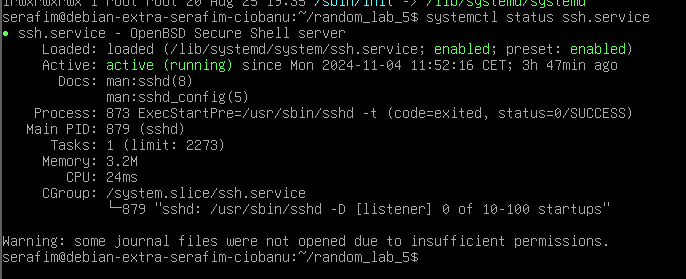 lrwxrwxrwx 1 root root 20 Aug 25 19:35 /sbin/init -> /lib/systemd/systemd
serafim@debian-extra-serafim-ciobanu:~/random_lab_5$ systemctl status ssh.service
● ssh.service - OpenBSD Secure Shell server
     Loaded: loaded (/lib/systemd/system/ssh.service; enabled; preset: enabled)
     Active: active (running) since Mon 2024-11-04 11:52:16 CET; 3h 47min ago
       Docs: man:sshd(8)
             man:sshd_config(5)
    Process: 873 ExecStartPre=/usr/sbin/sshd -t (code=exited, status=0/SUCCESS)
   Main PID: 879 (sshd)
      Tasks: 1 (limit: 2273)
     Memory: 3.2M
        CPU: 24ms
     CGroup: /system.slice/ssh.service
             └─879 "sshd: /usr/sbin/sshd -D [listener] 0 of 10-100 startups"

Warning: some journal files were not opened due to insufficient permissions.
serafim@debian-extra-serafim-ciobanu:~/random_lab_5$